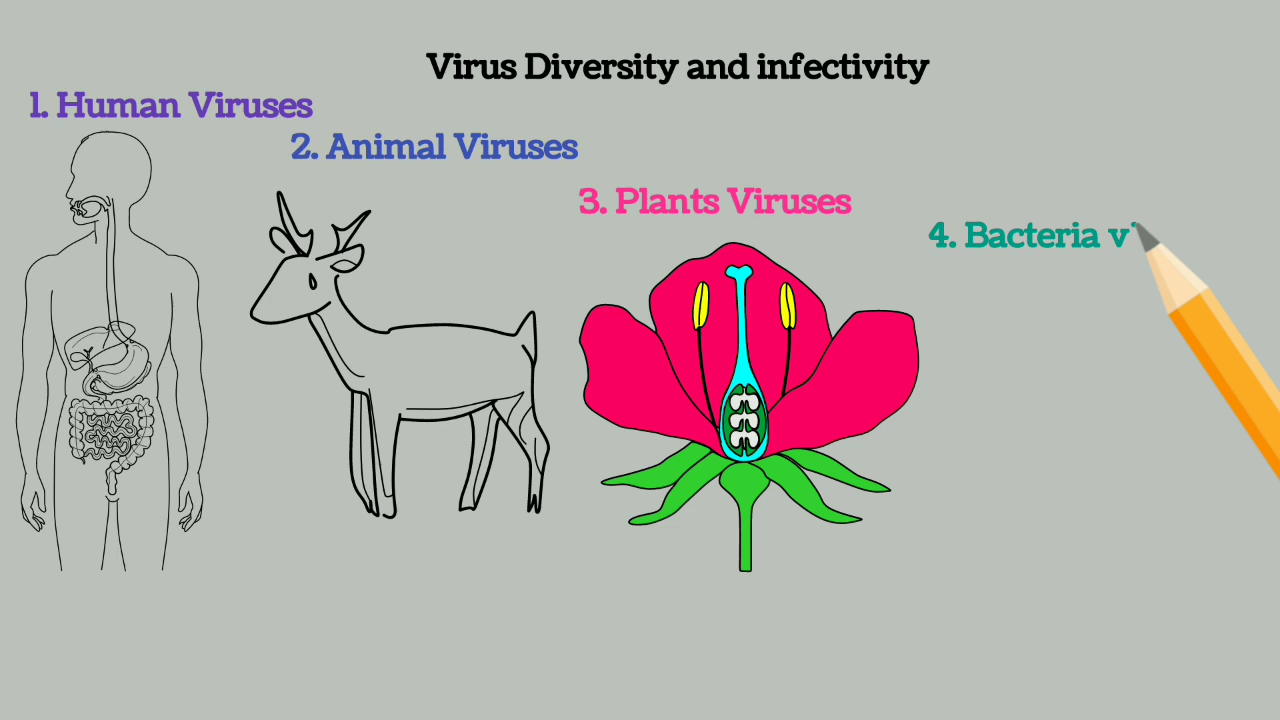 Virus Diversity and infectivity
1. Human Viruses
2. Animal Viruses
3. Plants Viruses
4. Bacteria v